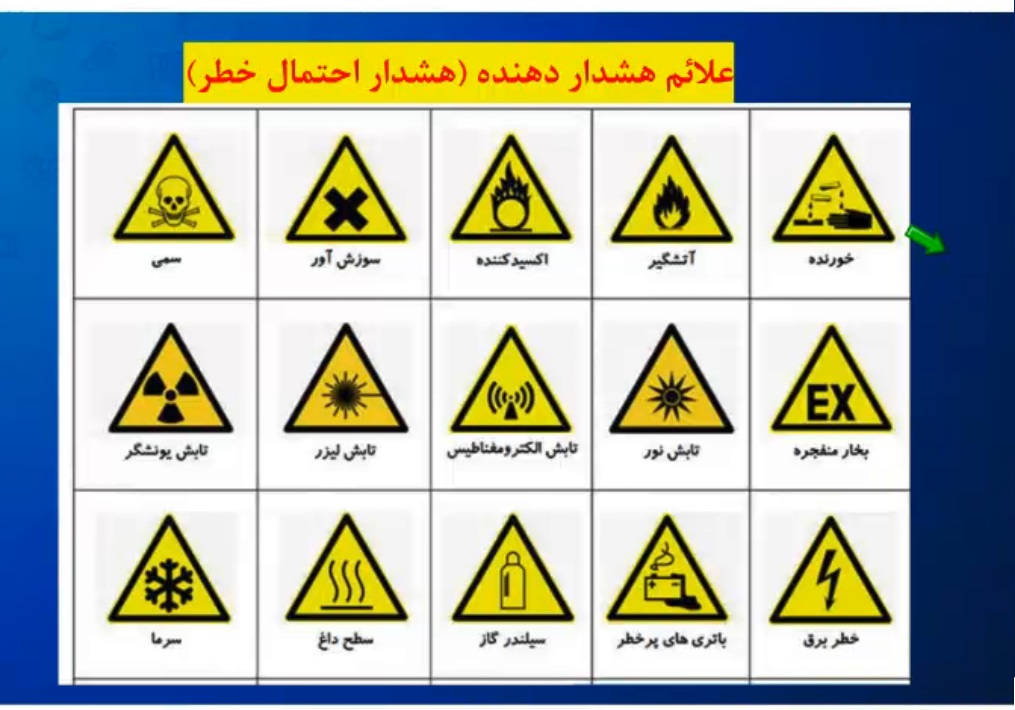 علائم هشدار دهنده (هشدار احتمال خطر)
خورنده
آتشگیر
اکسیدکننده
سوزش آور
سمی
EX
بخار منفجره
تابش نور
تابش الکترومغناطیس
تابش لیزر
تابش یونشگر
خطر برق
باتری های پرخطر
سیلندر گاز
سطح داغ
سرما